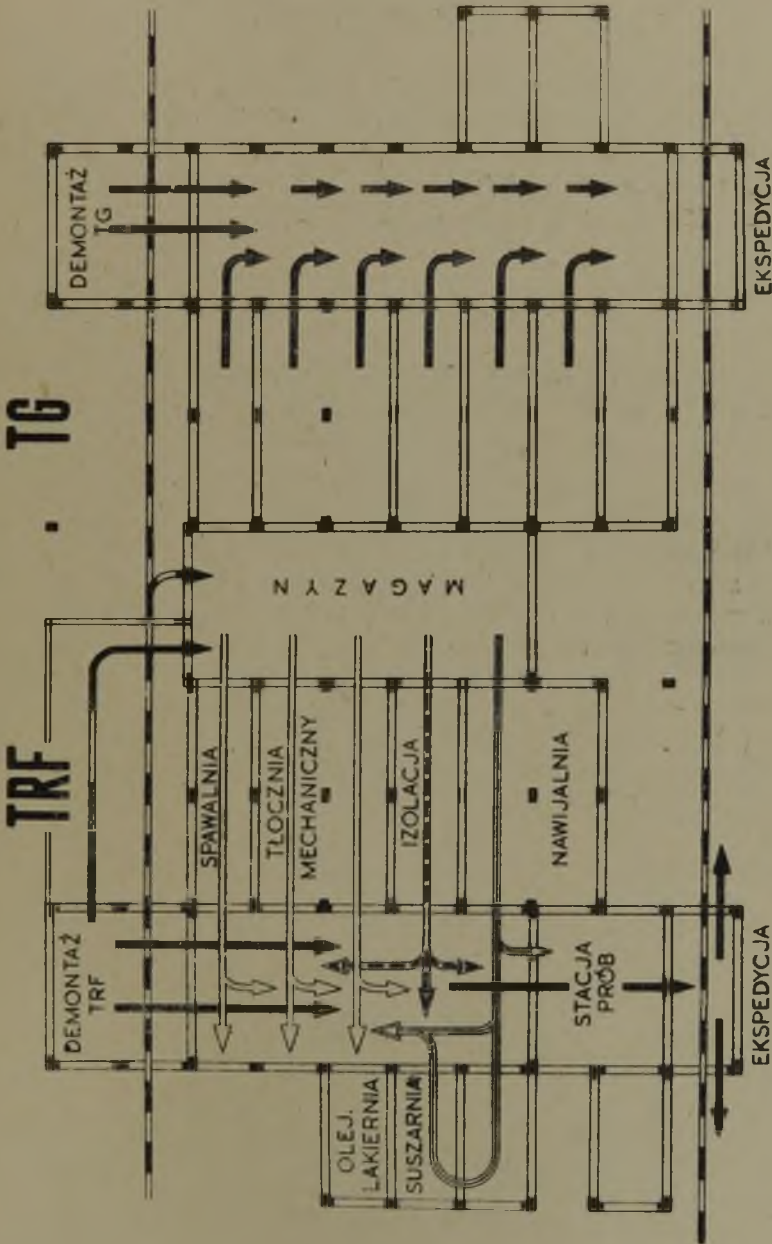 TRF · TG
DEMONTAŻ
TRF
DEMONTAŻ
TG
SPAWALNIA
TŁOCZNIA
MECHANICZNY
MAGAZYN
OLEJ.
LAKIERNIA
SUSZARNIA
IZOLACJA
NAWIJALNIA
STACJA
PRÓB
EKSPEDYCJA
EKSPEDYCJA